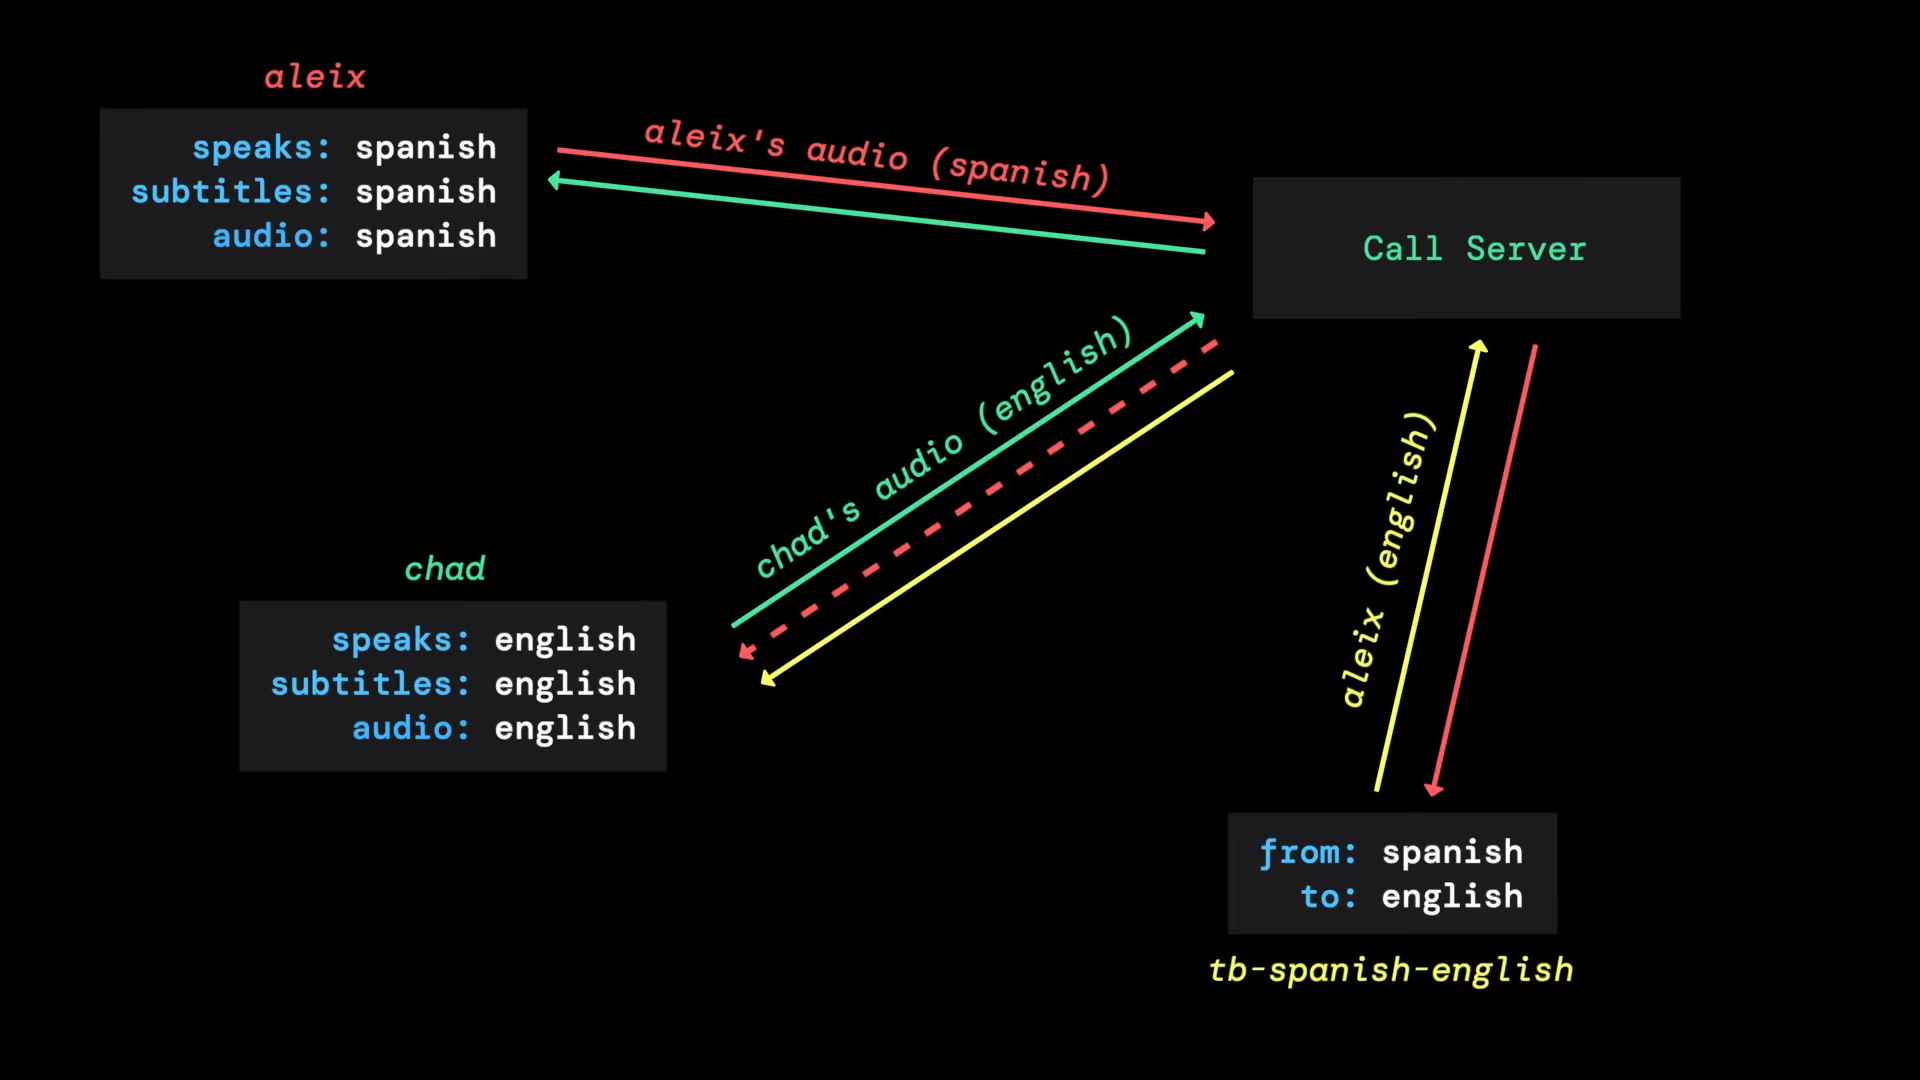 aleix
speaks: spanish
subtitles: spanish
audio: spanish
aleix's audio (spanish)
Call Server
chad's audio (english)
chad
speaks: english
subtitles: english
audio: english
aleix (english)
from: spanish
to: english
tb-spanish-english